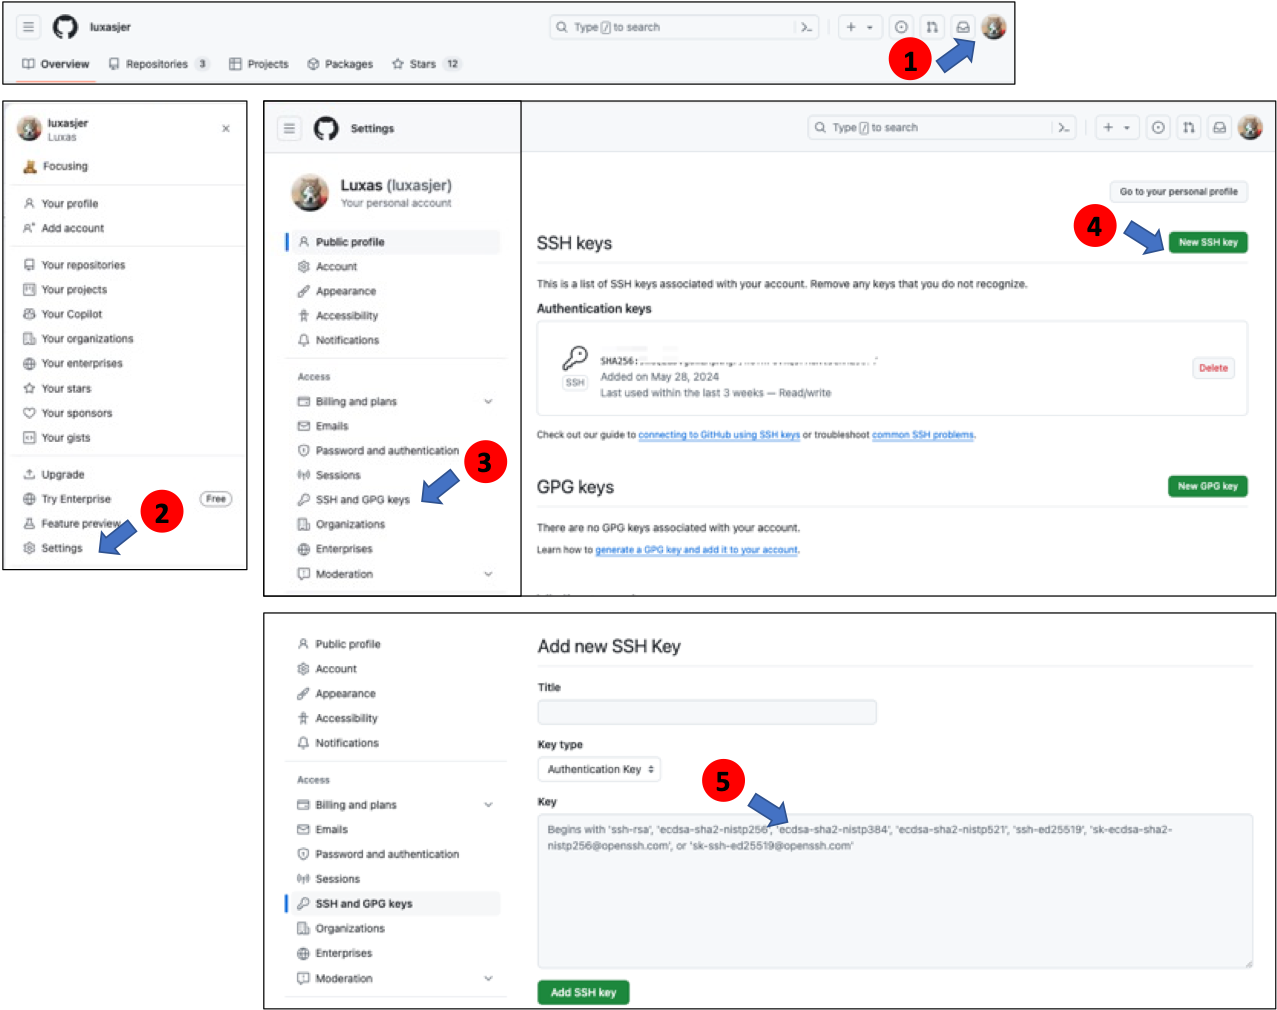 luxasjer
Type / to search
Overview Repositories 3 Projects Packages Stars 12
1
luxasjer
Luxas
Focusing
Your profile
Add account
Your repositories
Your projects
Your Copilot
Your organizations
Your enterprises
Your stars
Your sponsors
Your gists
Upgrade
Try Enterprise Free
Feature preview
Settings
2
Settings
Type / to search
Luxas (luxasjer)
Your personal account
Public profile
Account
Appearance
Accessibility
Notifications
Access
Billing and plans
Emails
Password and authentication
Sessions
SSH and GPG keys
Organizations
Enterprises
Moderation
3
Go to your personal profile
4
SSH keys
New SSH key
This is a list of SSH keys associated with your account. Remove any keys that you do not recognize.
Authentication keys
SSH
SHA256:
Added on May 28, 2024
Last used within the last 3 weeks — Read/write
Delete
Check out our guide to connecting to GitHub using SSH keys or troubleshoot common SSH problems.
GPG keys
New GPG key
There are no GPG keys associated with your account.
Learn how to generate a GPG key and add it to your account.
Public profile
Account
Appearance
Accessibility
Notifications
Access
Billing and plans
Emails
Password and authentication
Sessions
SSH and GPG keys
Organizations
Enterprises
Moderation
Add new SSH Key
Title
Key type
Authentication Key
5
Key
Begins with 'ssh-rsa', 'ecdsa-sha2-nistp256', 'ecdsa-sha2-nistp384', 'ecdsa-sha2-nistp521', 'ssh-ed25519', 'sk-ecdsa-sha2-
nistp256@openssh.com', or 'sk-ssh-ed25519@openssh.com'
Add SSH key